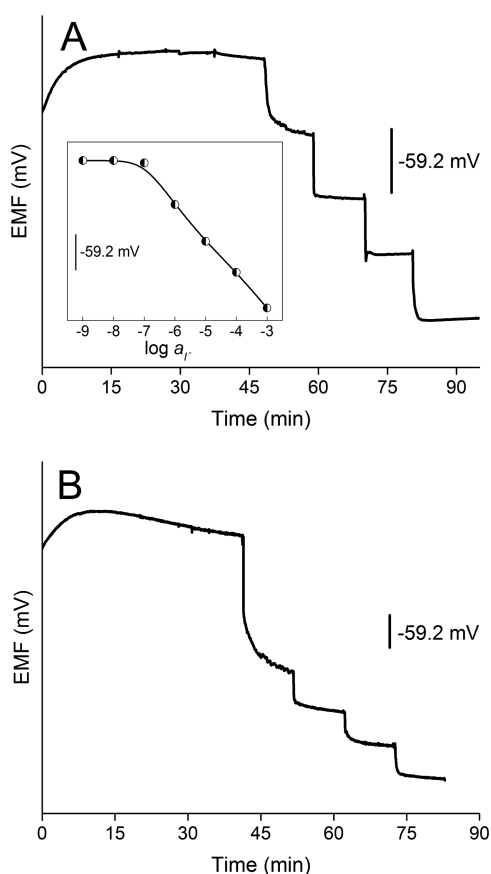 A
EMF (mV)
-59.2 mV
-59.2 mV
-9 -8 -7 -6 -5 -4 -3
log a_I-
0 15 30 45 60 75 90
Time (min)
B
EMF (mV)
-59.2 mV
0 15 30 45 60 75 90
Time (min)